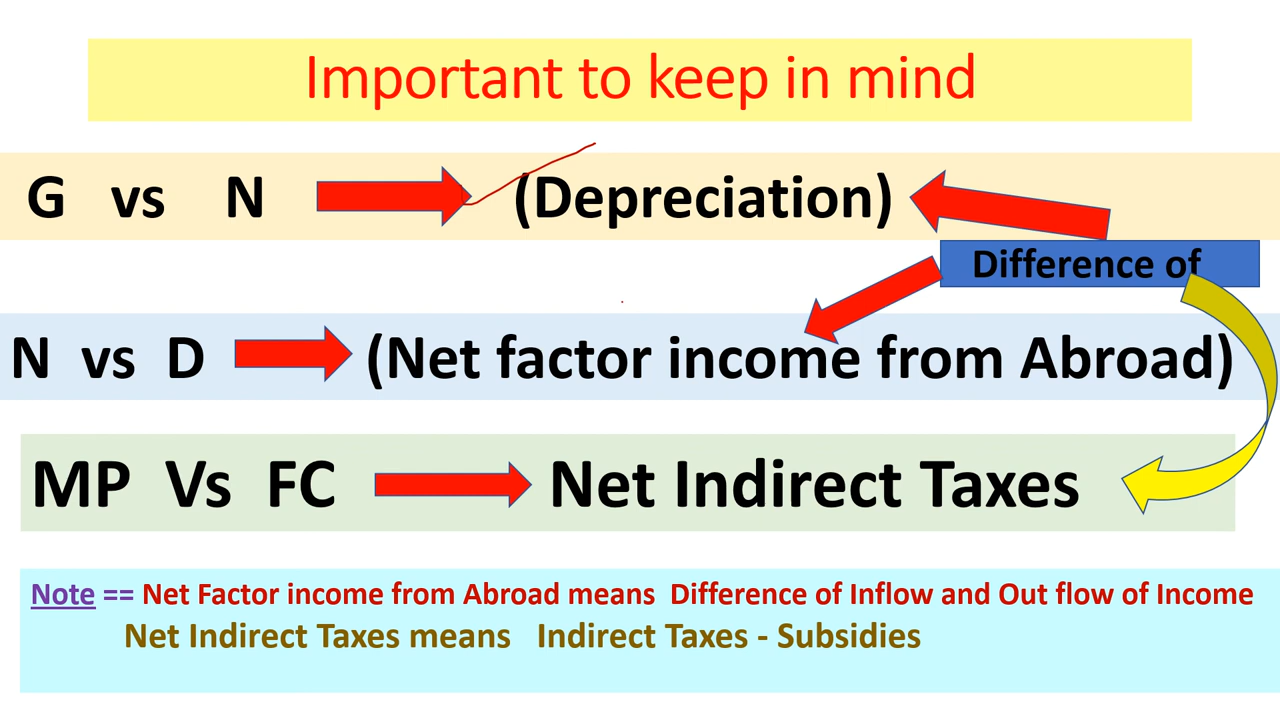 Important to keep in mind
G vs N (Depreciation)
Difference of
N vs D (Net factor income from Abroad)
MP Vs FC Net Indirect Taxes
Note == Net Factor income from Abroad means Difference of Inflow and Out flow of Income
Net Indirect Taxes means Indirect Taxes - Subsidies